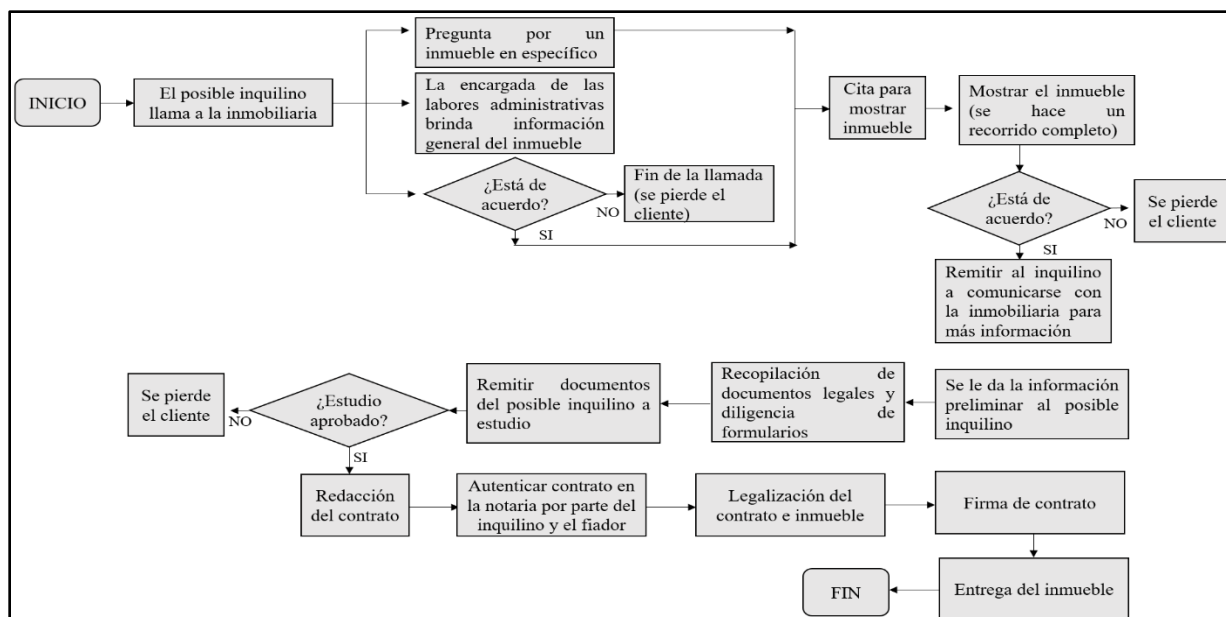 INICIO
El posible inquilino
llama a la inmobiliaria
Pregunta por un
inmueble en específico
La encargada de las
labores administrativas
brinda información
general del inmueble
¿Está de
acuerdo?
NO
SI
Fin de la llamada
(se pierde el
cliente)
Cita para
mostrar
inmueble
Mostrar el inmueble
(se hace un
recorrido completo)
¿Está de
acuerdo?
NO
SI
Se pierde
el cliente
Remitir al inquilino
a comunicarse con
la inmobiliaria para
más información
Se le da la información
preliminar al posible
inquilino
Recopilación de
documentos legales y
diligencia de
formularios
Remitir documentos
del posible inquilino a
estudio
¿Estudio
aprobado?
NO
SI
Se pierde
el cliente
Redacción
del contrato
Autenticar contrato en
la notaria por parte del
inquilino y el fiador
Legalización del
contrato e inmueble
Firma de contrato
Entrega del inmueble
FIN